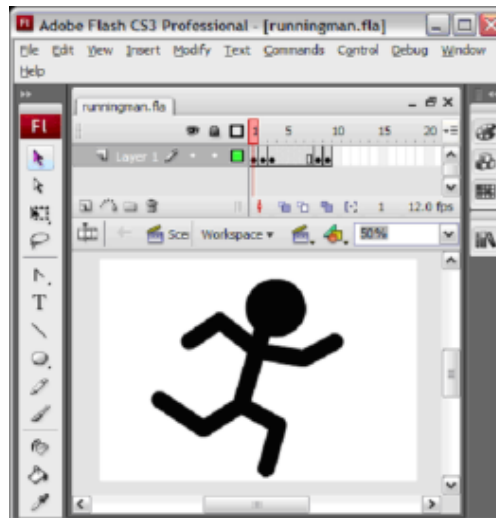 Adobe Flash CS3 Professional - [runningman.fla]
File Edit View Insert Modify Text Commands Control Debug Window
Help
runningman.fla
Fl
1 5 10 15 20
Layer 1
1 12.0 fps
Sce Workspace 50%
T